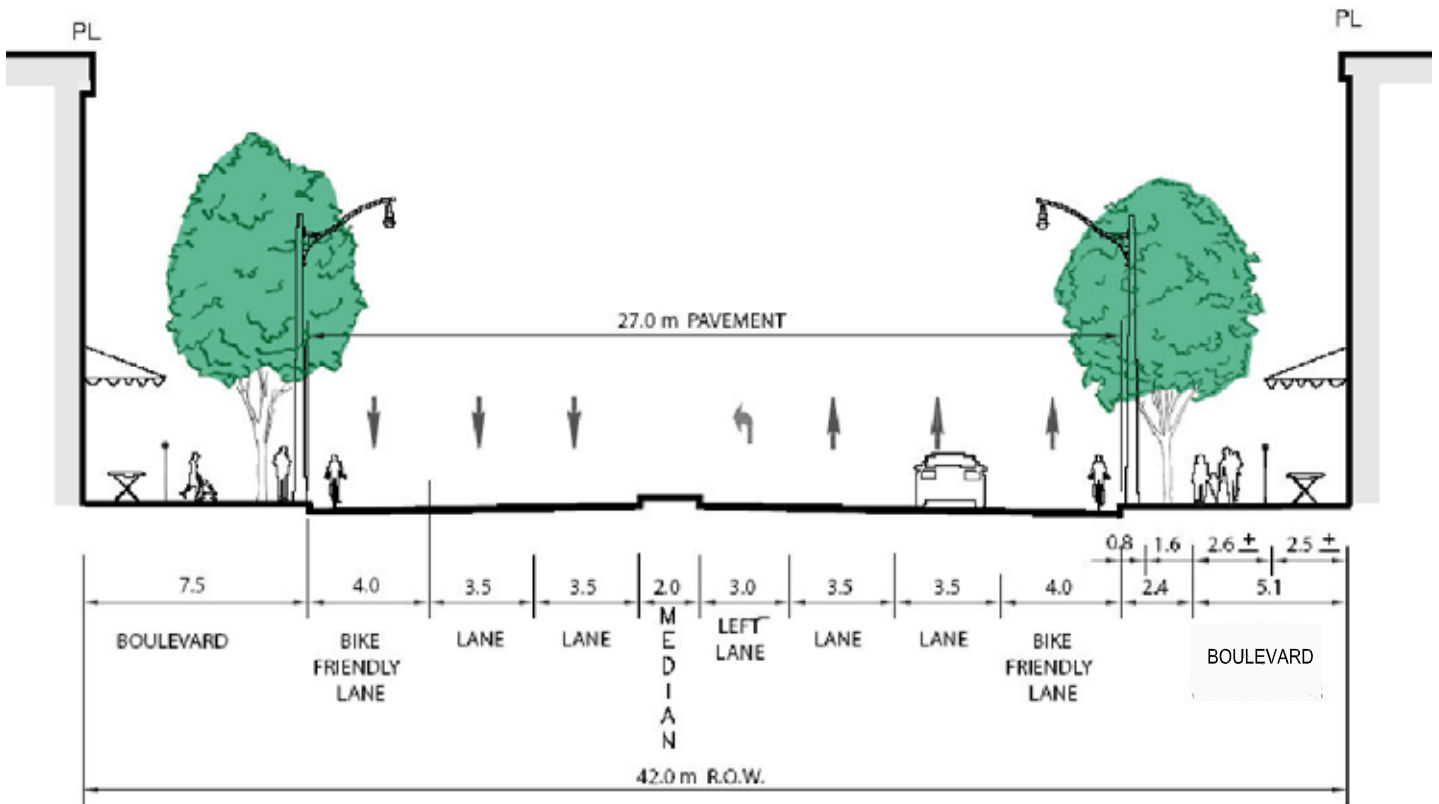 PL
PL
27.0 m PAVEMENT
0.8 1.6 2.6 ± 2.5 ±
7.5 4.0 3.5 3.5 2.0 3.0 3.5 3.5 4.0 2.4 5.1
BOULEVARD
BIKE
FRIENDLY
LANE
LANE
LANE
MEDIAN
LEFT
LANE
LANE
LANE
BIKE
FRIENDLY
LANE
BOULEVARD
42.0 m R.O.W.